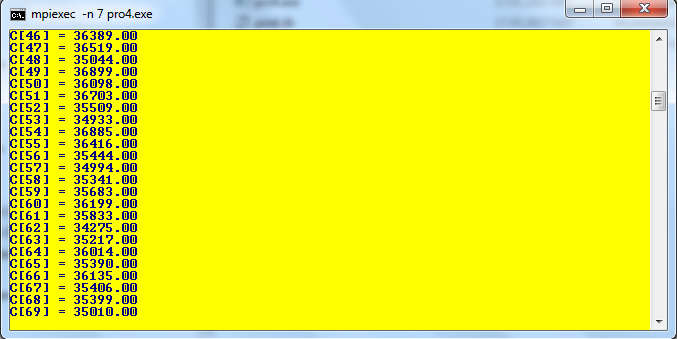 mpiexec -n 7 pro4.exe
C[46] = 36389.00
C[47] = 36519.00
C[48] = 35044.00
C[49] = 36899.00
C[50] = 36098.00
C[51] = 36703.00
C[52] = 35509.00
C[53] = 34933.00
C[54] = 36885.00
C[55] = 36416.00
C[56] = 35444.00
C[57] = 34994.00
C[58] = 35341.00
C[59] = 35683.00
C[60] = 36199.00
C[61] = 35833.00
C[62] = 34275.00
C[63] = 35217.00
C[64] = 36014.00
C[65] = 35390.00
C[66] = 36135.00
C[67] = 35406.00
C[68] = 35399.00
C[69] = 35010.00